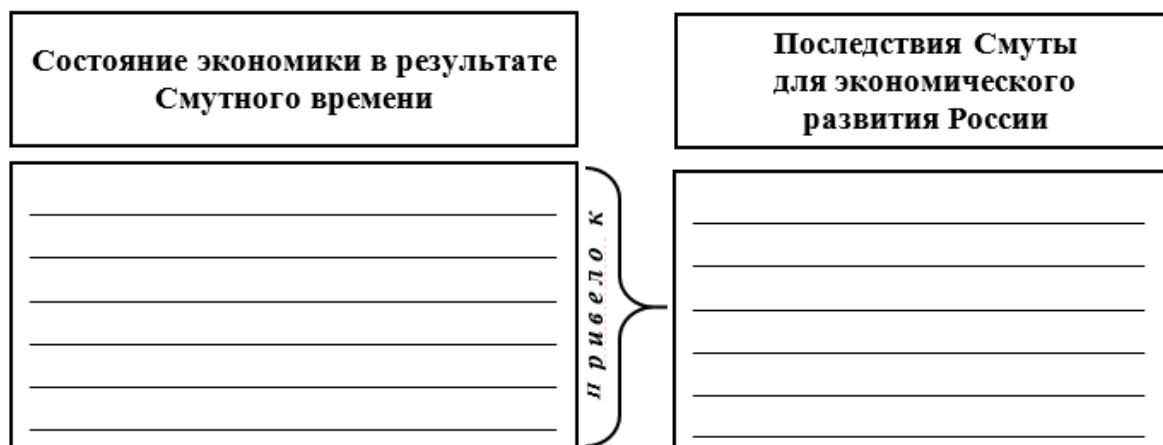 Состояние экономики в результате
Смутного времени
Последствия Смуты
для экономического
развития России
привело к